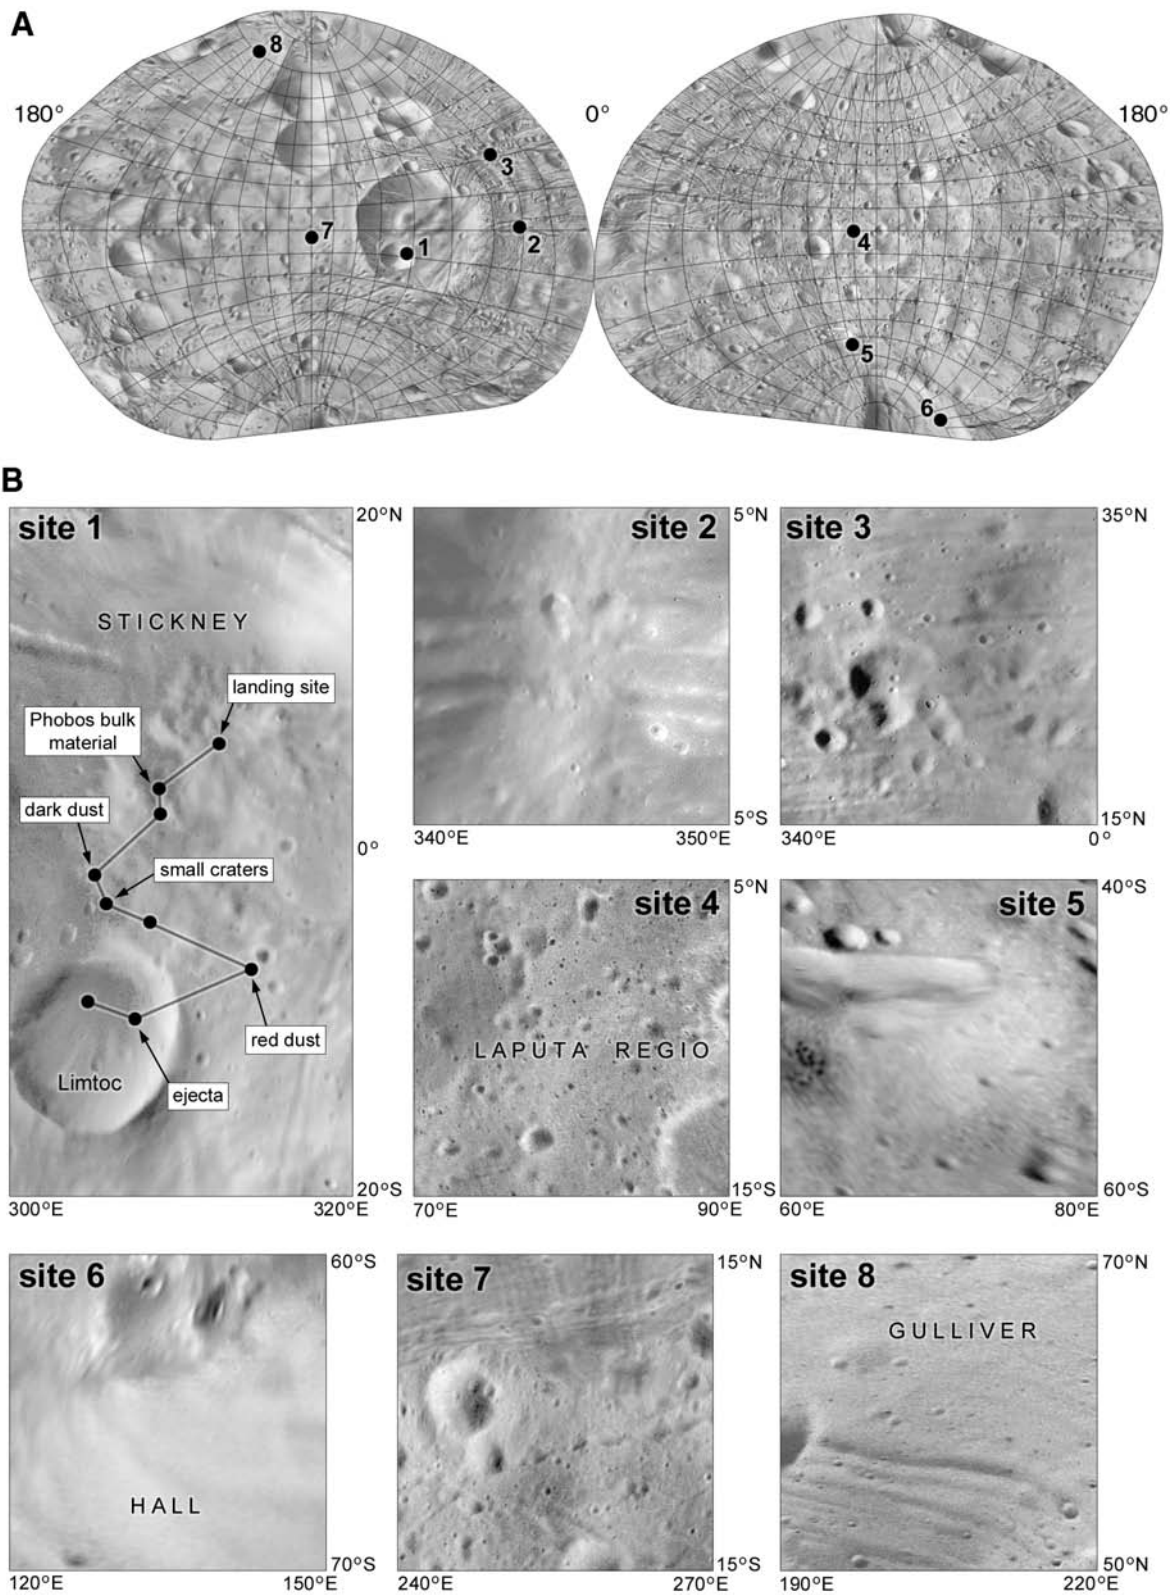 A
180°
0°
180°
8
3
7
1
2
4
5
6
B
site 1
20°N
STICKNEY
landing site
Phobos bulk
material
dark dust
small craters
0°
red dust
Limtoc
ejecta
20°S
300°E
320°E
site 2
5°N
5°S
340°E
350°E
site 3
35°N
15°N
340°E
0°
site 4
5°N
LAPUTA REGIO
15°S
70°E
90°E
site 5
40°S
60°S
60°E
80°E
site 6
60°S
HALL
70°S
120°E
150°E
site 7
15°N
15°S
240°E
270°E
site 8
70°N
GULLIVER
50°N
190°E
220°E